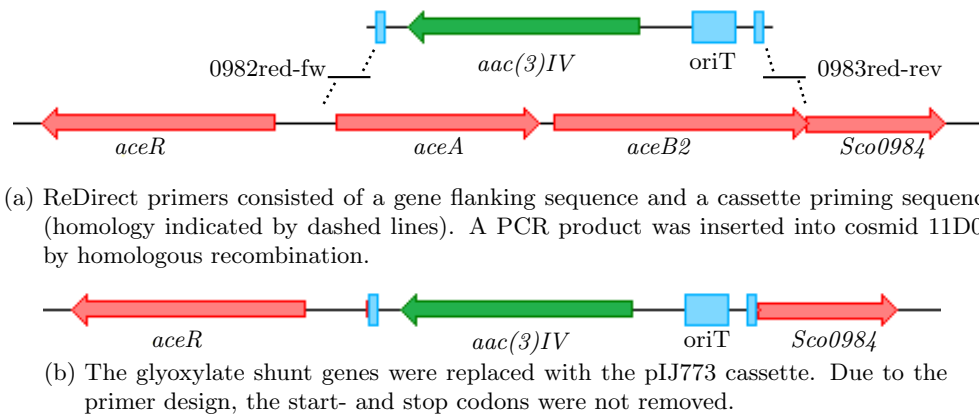 0982red-fw aac(3)IV oriT 0983red-rev
aceR aceA aceB2 Sco0984
(a) ReDirect primers consisted of a gene flanking sequence and a cassette priming sequenc
(homology indicated by dashed lines). A PCR product was inserted into cosmid 11D0
by homologous recombination.
aceR aac(3)IV oriT Sco0984
(b) The glyoxylate shunt genes were replaced with the pIJ773 cassette. Due to the
primer design, the start- and stop codons were not removed.